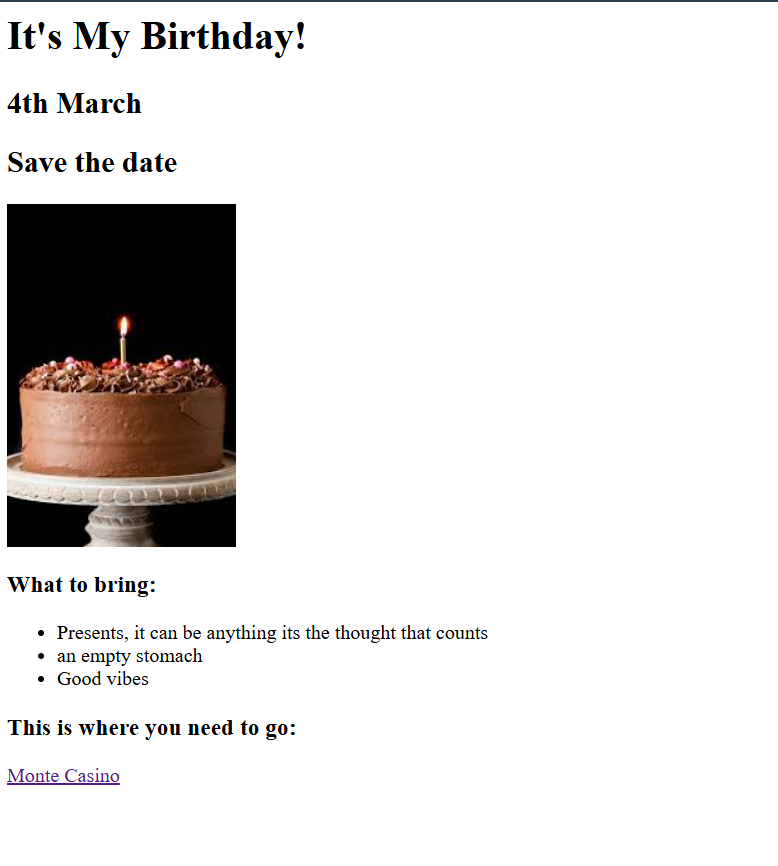 It's My Birthday!
4th March
Save the date
What to bring:
Presents, it can be anything its the thought that counts
an empty stomach
Good vibes
This is where you need to go:
Monte Casino